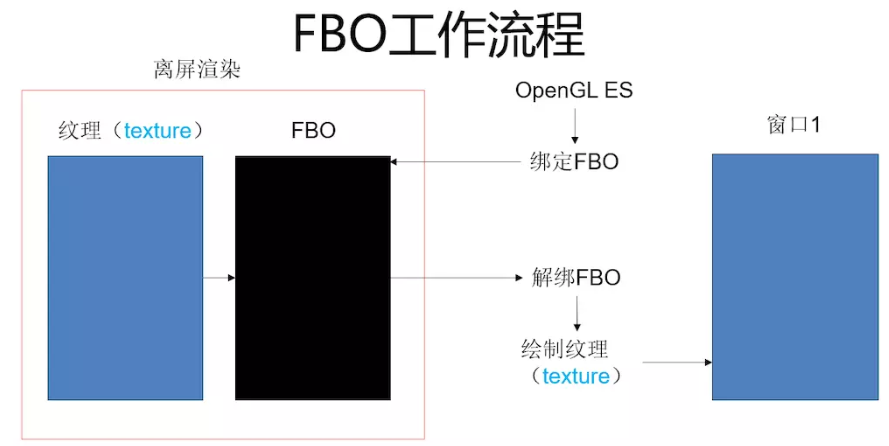 FBO工作流程
离屏渲染
纹理（texture）
FBO
OpenGL ES
绑定FBO
解绑FBO
绘制纹理
（texture）
窗口1